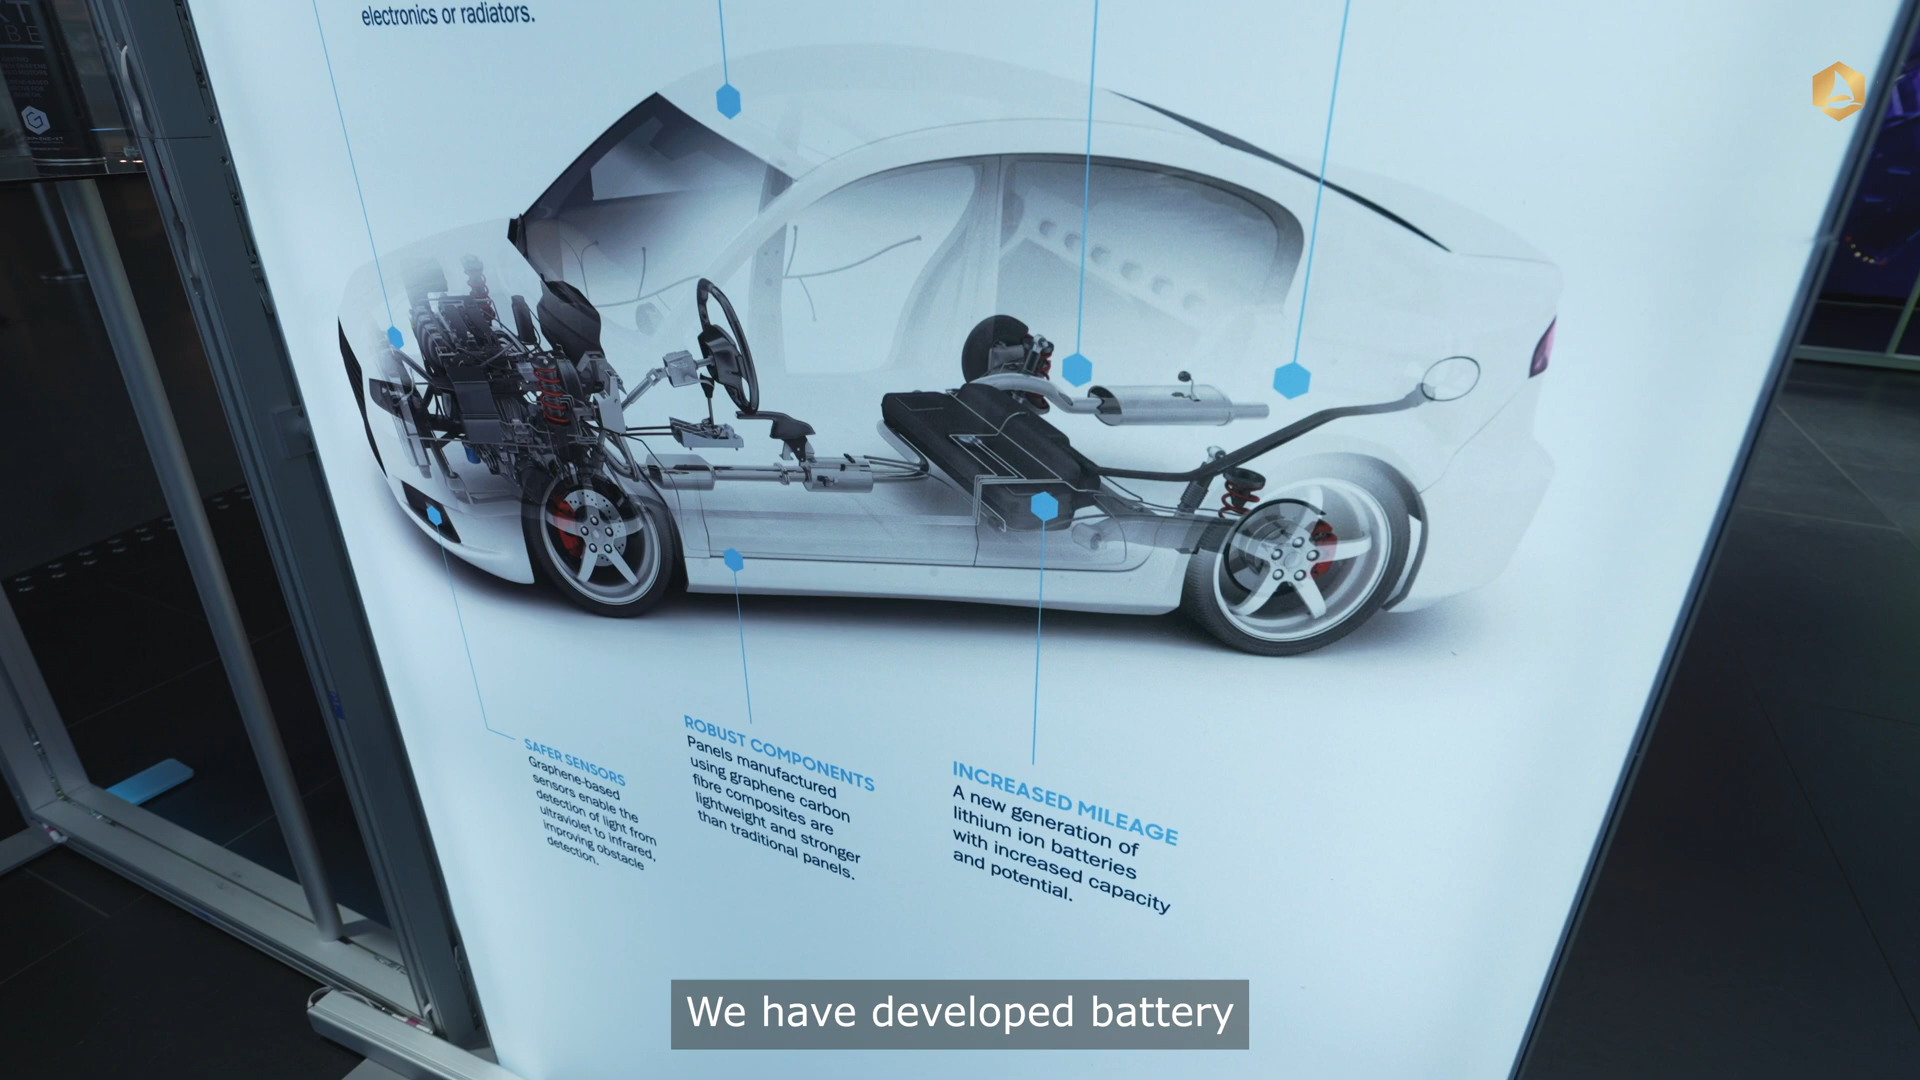 electronics or radiators.
SAFER SENSORS
Graphene-based
sensors enable the
detection of light from
ultraviolet to infrared,
improving obstacle
detection.
ROBUST COMPONENTS
Panels manufactured
using graphene carbon
fibre composites are
lightweight and stronger
than traditional panels.
INCREASED MILEAGE
A new generation of
lithium ion batteries
with increased capacity
and potential.
We have developed battery